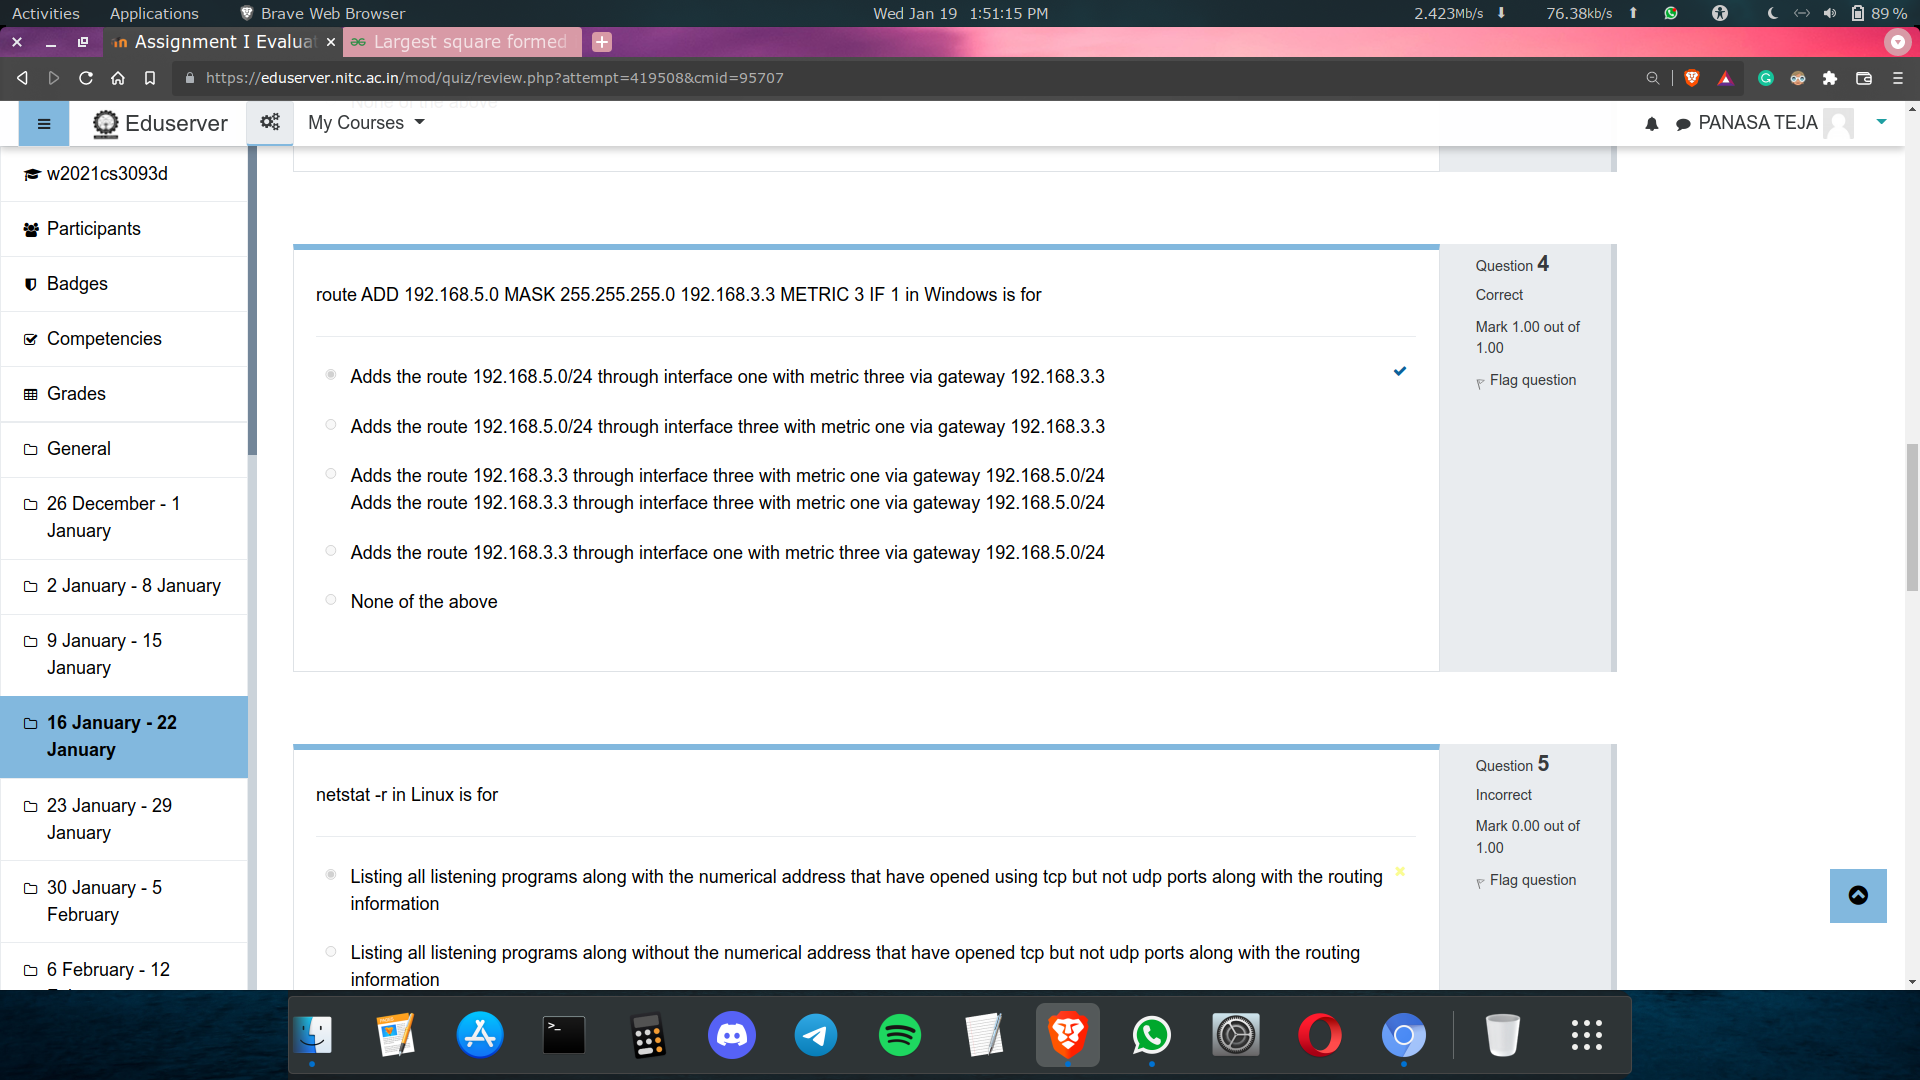 Activities Applications Brave Web Browser Wed Jan 19 1:51:15 PM 2.423Mb/s 76.38kb/s 89 %
Assignment I Evaluat Largest square formed
https://eduserver.nitc.ac.in/mod/quiz/review.php?attempt=419508&cmid=95707
None of the above
Eduserver My Courses PANASA TEJA
w2021cs3093d
Participants
Badges
Competencies
Grades
General
26 December - 1
January
2 January - 8 January
9 January - 15
January
16 January - 22
January
23 January - 29
January
30 January - 5
February
6 February - 12
route ADD 192.168.5.0 MASK 255.255.255.0 192.168.3.3 METRIC 3 IF 1 in Windows is for
Adds the route 192.168.5.0/24 through interface one with metric three via gateway 192.168.3.3
Adds the route 192.168.5.0/24 through interface three with metric one via gateway 192.168.3.3
Adds the route 192.168.3.3 through interface three with metric one via gateway 192.168.5.0/24
Adds the route 192.168.3.3 through interface three with metric one via gateway 192.168.5.0/24
Adds the route 192.168.3.3 through interface one with metric three via gateway 192.168.5.0/24
None of the above
Question 4
Correct
Mark 1.00 out of
1.00
Flag question
netstat -r in Linux is for
Listing all listening programs along with the numerical address that have opened using tcp but not udp ports along with the routing
information
Listing all listening programs along without the numerical address that have opened tcp but not udp ports along with the routing
information
Question 5
Incorrect
Mark 0.00 out of
1.00
Flag question